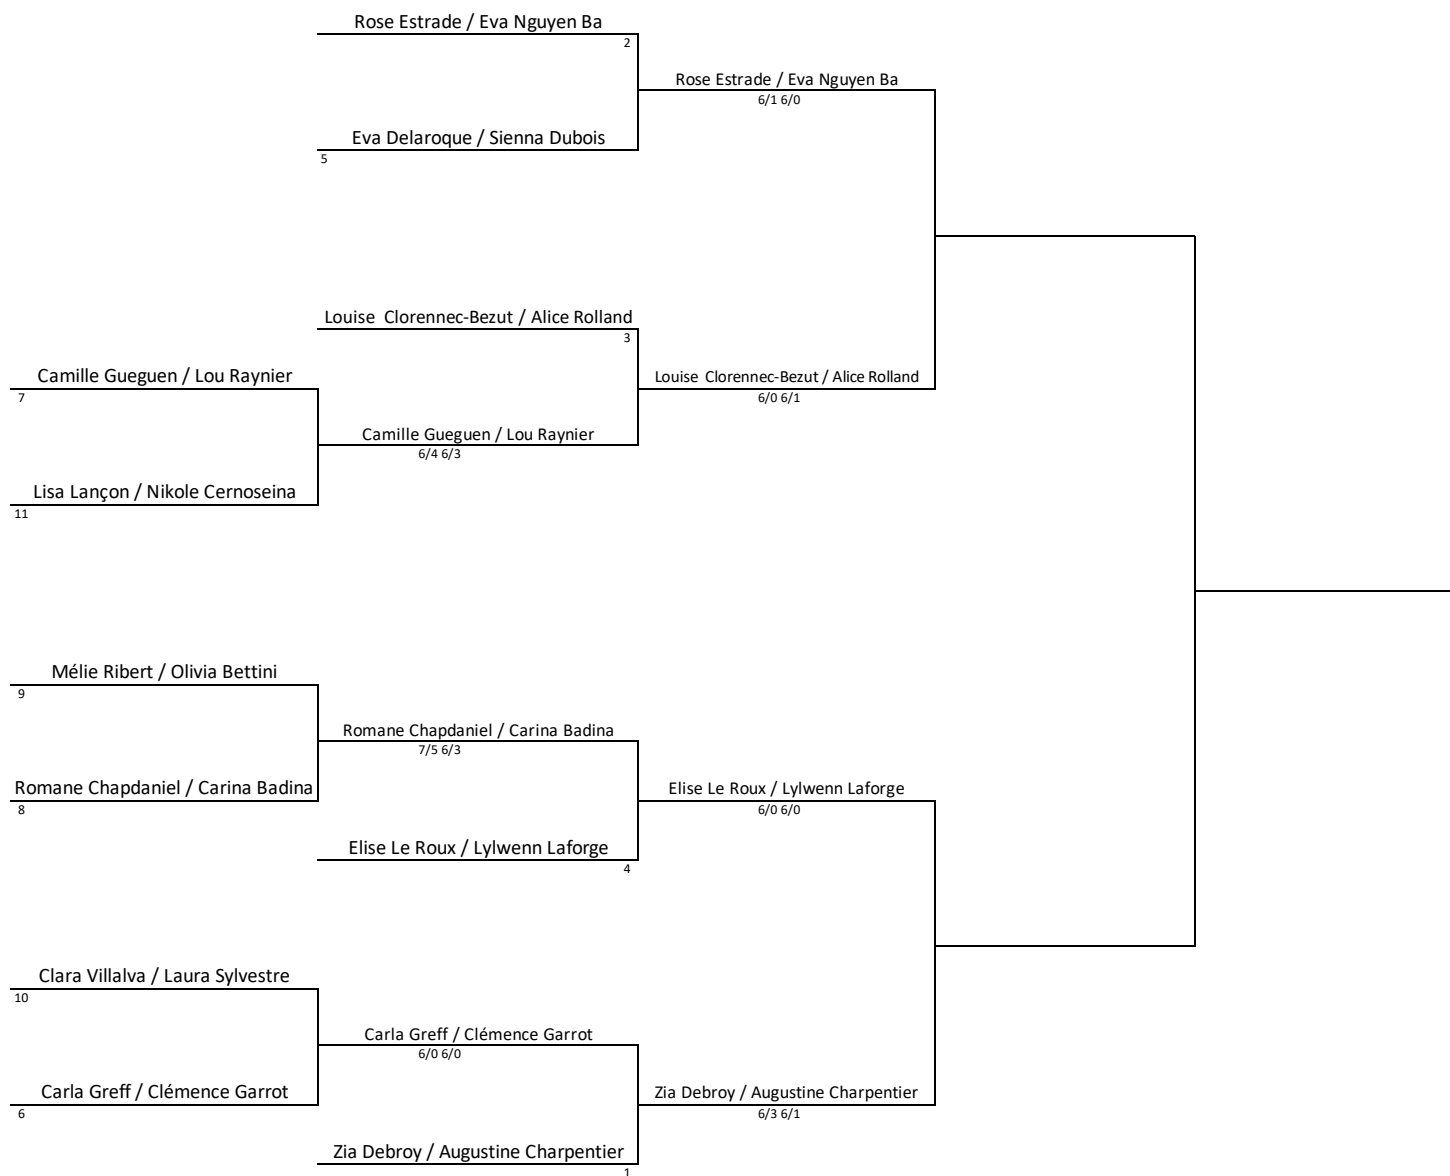 Rose Estrade / Eva Nguyen Ba
2
Rose Estrade / Eva Nguyen Ba
6/1 6/0
Eva Delaroque / Sienna Dubois
5
Louise  Clorennec-Bezut / Alice Rolland
3
Camille Gueguen / Lou Raynier
7
Louise  Clorennec-Bezut / Alice Rolland
6/0 6/1
Camille Gueguen / Lou Raynier
6/4 6/3
Lisa Lançon / Nikole Cernoseina
11
Mélie Ribert / Olivia Bettini
9
Romane Chapdaniel / Carina Badina
7/5 6/3
Romane Chapdaniel / Carina Badina
8
Elise Le Roux / Lylwenn Laforge
6/0 6/0
Elise Le Roux / Lylwenn Laforge
4
Clara Villalva / Laura Sylvestre
10
Carla Greff / Clémence Garrot
6/0 6/0
Carla Greff / Clémence Garrot
6
Zia Debroy / Augustine Charpentier
6/3 6/1
Zia Debroy / Augustine Charpentier
1